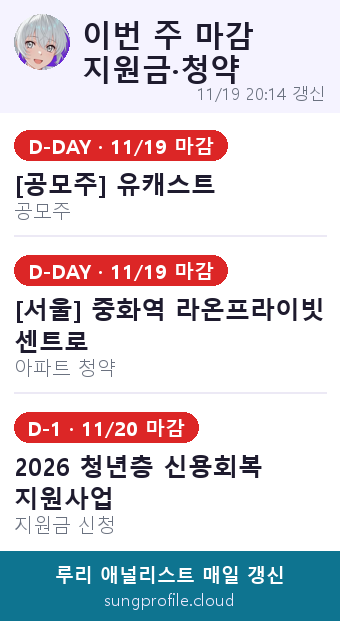 이번 주 마감
지원금·청약
11/19 20:14 갱신
D-DAY · 11/19 마감
[공모주] 유캐스트
공모주
D-DAY · 11/19 마감
[서울] 중화역 라온프라이빗
센트로
아파트 청약
D-1 · 11/20 마감
2026 청년층 신용회복
지원사업
지원금 신청
루리 애널리스트 매일 갱신
sungprofile.cloud